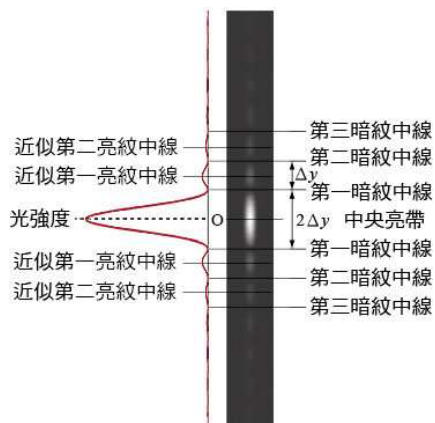 第三暗紋中線
近似第二亮紋中線
第二暗紋中線
近似第一亮紋中線
Δy
第一暗紋中線
光強度
O
2Δy
中央亮帶
第一暗紋中線
近似第一亮紋中線
第二暗紋中線
近似第二亮紋中線
第三暗紋中線